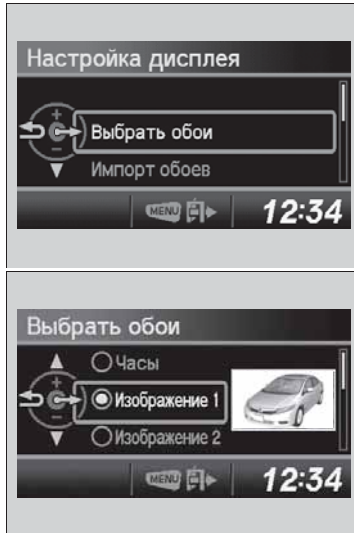 Настройка дисплея
Выбрать обои
Импорт обоев
MENU 12:34
Выбрать обои
Часы
Изображение 1
Изображение 2
MENU 12:34